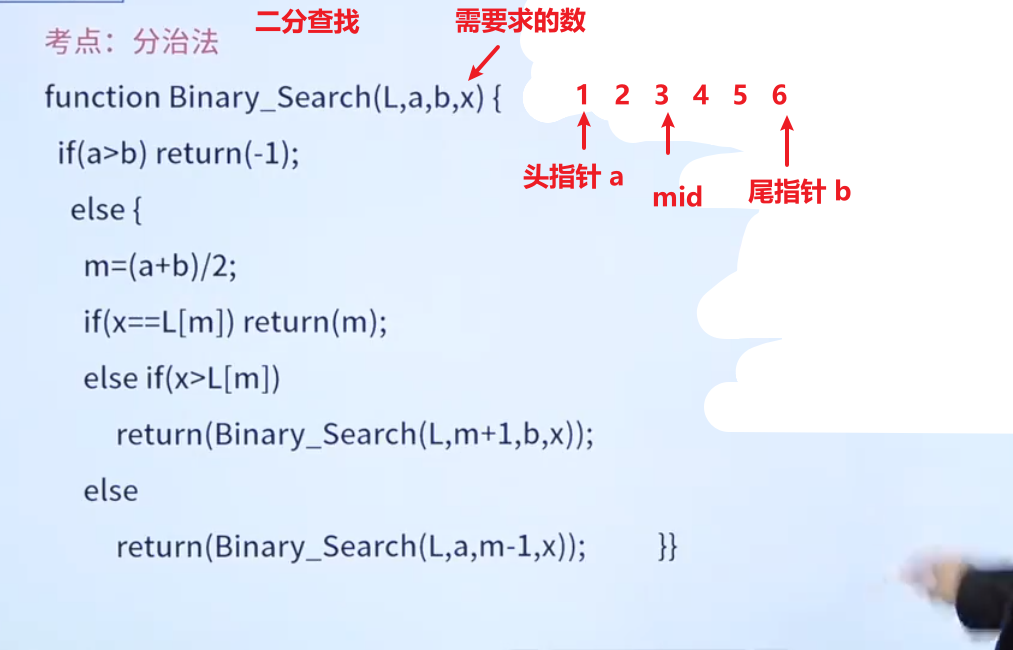 二分查找
需要求的数
考点：分治法
function Binary_Search(L,a,b,x) {
1 2 3 4 5 6
if(a>b) return(-1);
头指针 a
mid
尾指针 b
else {
m=(a+b)/2;
if(x==L[m]) return(m);
else if(x>L[m])
return(Binary_Search(L,m+1,b,x));
else
return(Binary_Search(L,a,m-1,x)); }}